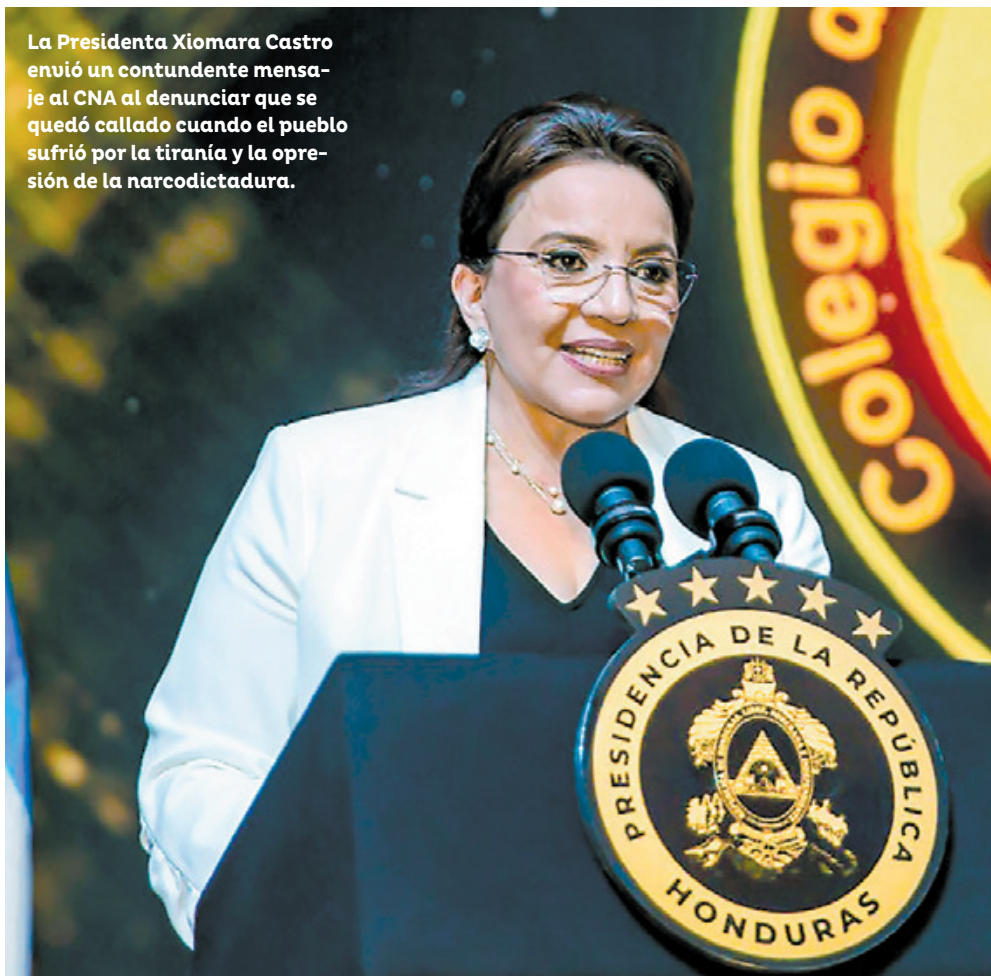 La Presidenta Xiomara Castro
envió un contundente mensa-
je al CNA al denunciar que se
quedó callado cuando el pueblo
sufrió por la tiranía y la opre-
sión de la narcodictadura.
Colegio
PRESIDENCIA DE LA REPÚBLICA
HONDURAS